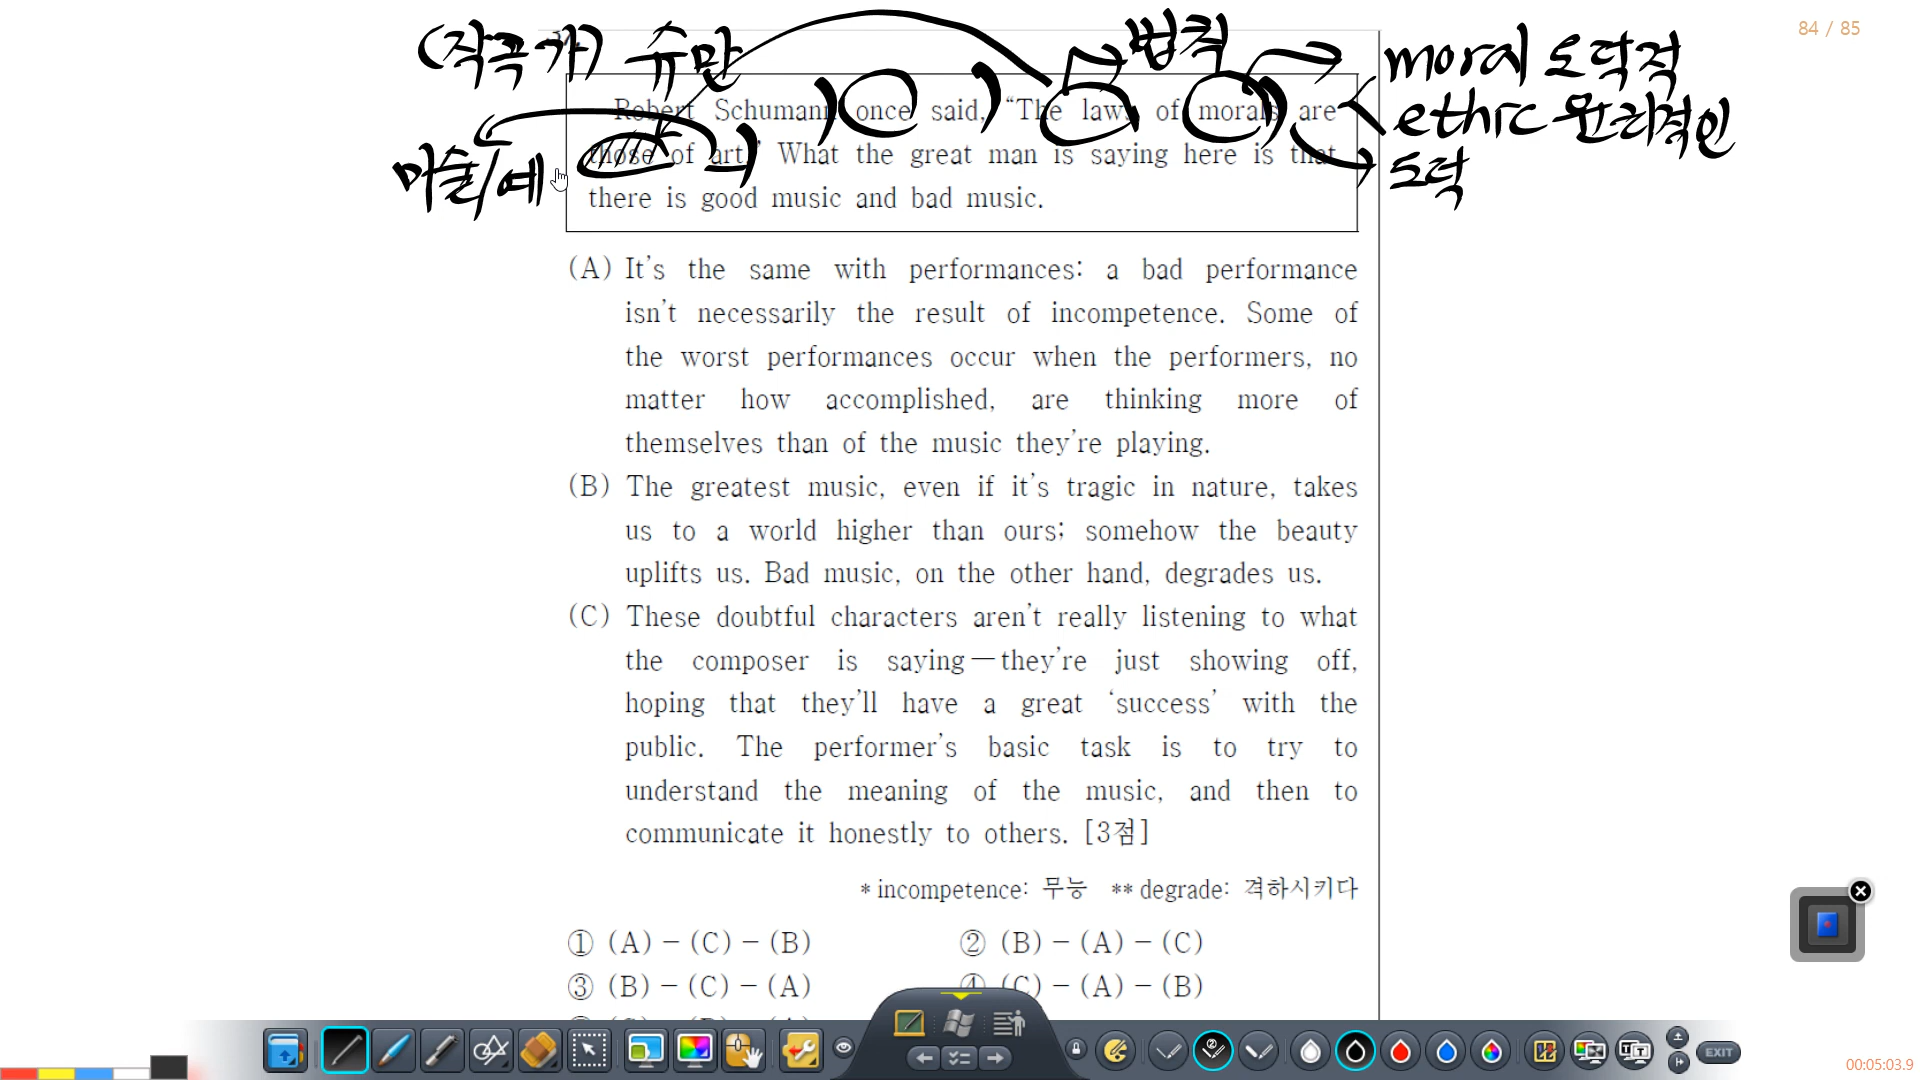 84 / 85
(작곡가) 슈만
법칙
moral 도덕적
ethic 윤리적인
도덕
미술/예
Robert Schumann once said, “The laws of morals are
those of art.” What the great man is saying here is that
there is good music and bad music.
(A) It’s the same with performances: a bad performance
isn’t necessarily the result of incompetence. Some of
the worst performances occur when the performers, no
matter how accomplished, are thinking more of
themselves than of the music they’re playing.
(B) The greatest music, even if it’s tragic in nature, takes
us to a world higher than ours; somehow the beauty
uplifts us. Bad music, on the other hand, degrades us.
(C) These doubtful characters aren’t really listening to what
the composer is saying — they’re just showing off,
hoping that they’ll have a great ‘success’ with the
public. The performer’s basic task is to try to
understand the meaning of the music, and then to
communicate it honestly to others. [3점]
* incompetence: 무능 ** degrade: 격하시키다
① (A) − (C) − (B) ② (B) − (A) − (C)
③ (B) − (C) − (A) ④ (C) − (A) − (B)
EXIT
00:05:03.9